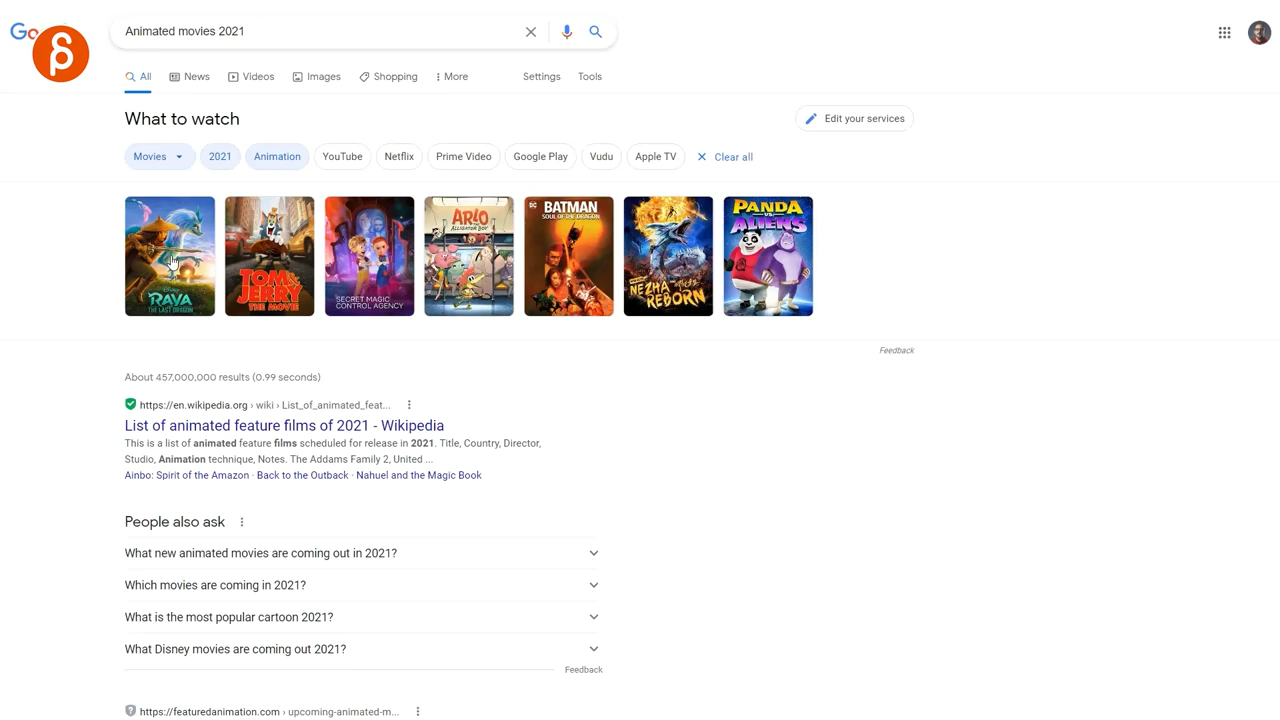 Go
Animated movies 2021
All
News
Videos
Images
Shopping
More
Settings
Tools
What to watch
Edit your services
Movies
2021
Animation
YouTube
Netflix
Prime Video
Google Play
Vudu
Apple TV
Clear all
Disney
RAYA
THE LAST DRAGON
TOM & JERRY
THE MOVIE
SECRET MAGIC
CONTROL AGENCY
ARLO
ALLIGATOR BOY
DC
BATMAN
SOUL OF THE DRAGON
NEZHA
REBORN
PANDA
VS.
ALIENS
Feedback
About 457,000,000 results (0.99 seconds)
https://en.wikipedia.org › wiki › List_of_animated_feat...
List of animated feature films of 2021 - Wikipedia
This is a list of animated feature films scheduled for release in 2021. Title, Country, Director,
Studio, Animation technique, Notes. The Addams Family 2, United ...
Ainbo: Spirit of the Amazon · Back to the Outback · Nahuel and the Magic Book
People also ask
What new animated movies are coming out in 2021?
Which movies are coming in 2021?
What is the most popular cartoon 2021?
What Disney movies are coming out 2021?
Feedback
https://featuredanimation.com › upcoming-animated-m...